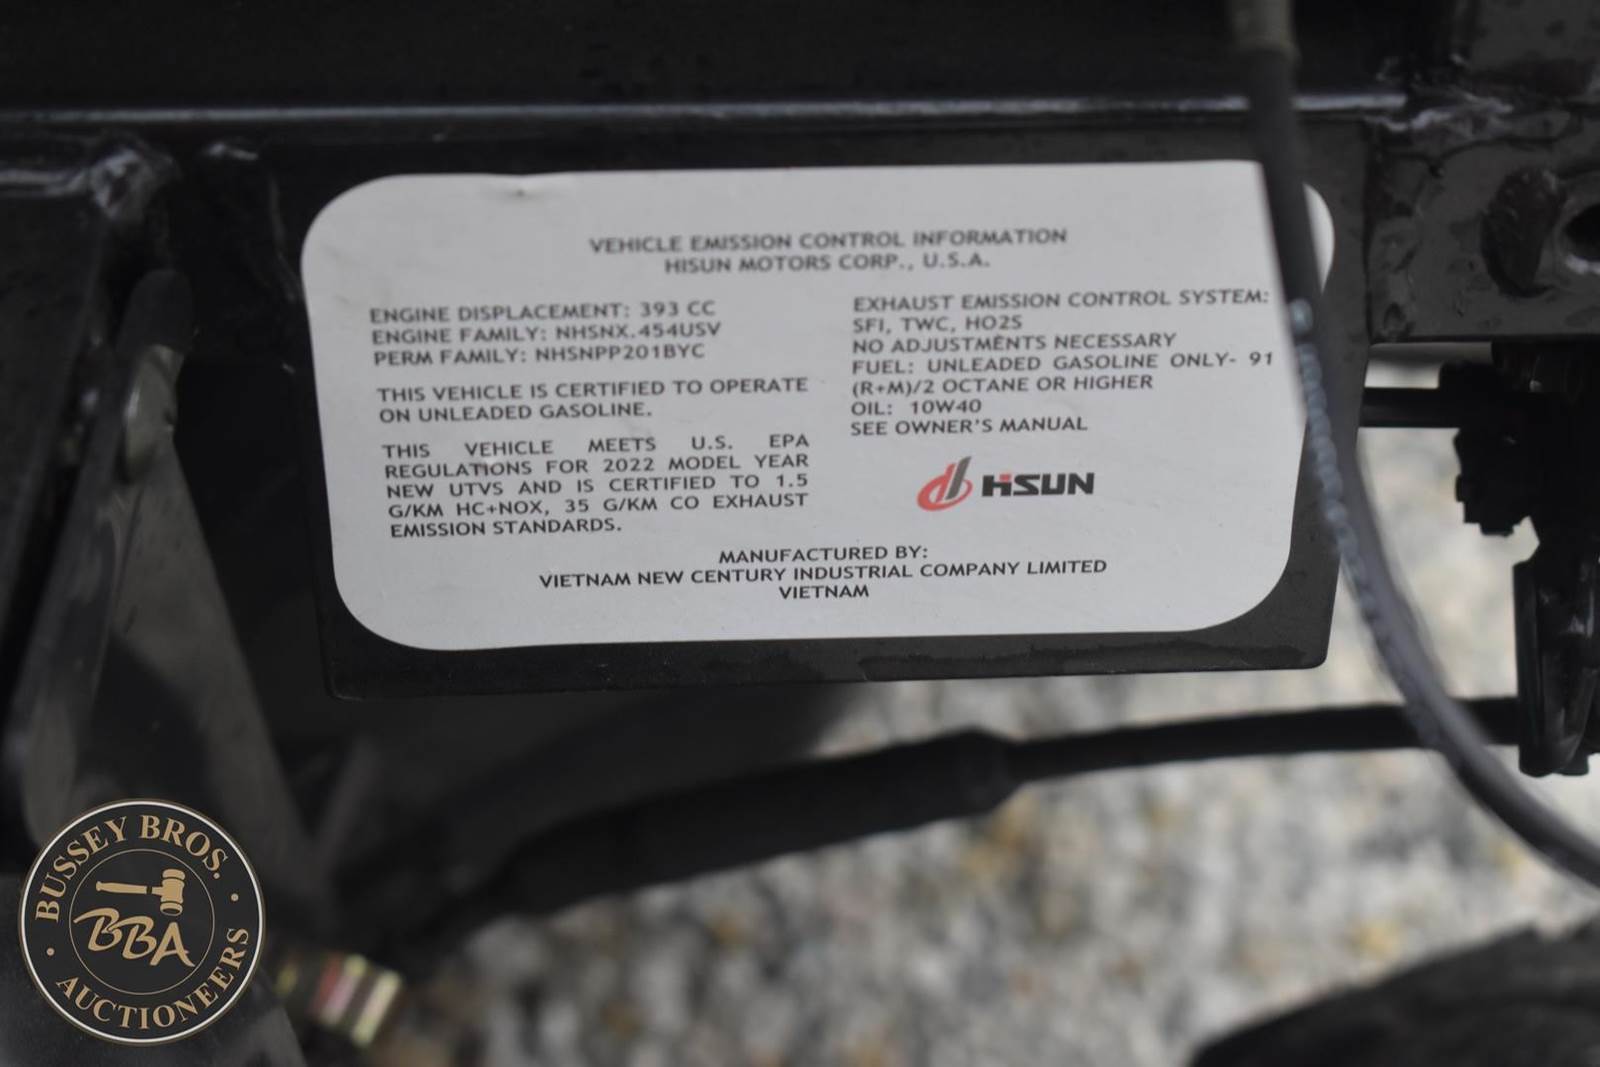 VEHICLE EMISSION CONTROL INFORMATION
HISUN MOTORS CORP., U.S.A.
ENGINE DISPLACEMENT: 393 CC
ENGINE FAMILY: NHSNX.454USV
PERM FAMILY: NHSNPP201BYC
THIS VEHICLE IS CERTIFIED TO OPERATE
ON UNLEADED GASOLINE.
THIS VEHICLE MEETS U.S. EPA
REGULATIONS FOR 2022 MODEL YEAR
NEW UTVS AND IS CERTIFIED TO 1.5
G/KM HC+NOX, 35 G/KM CO EXHAUST
EMISSION STANDARDS.
EXHAUST EMISSION CONTROL SYSTEM:
SFI, TWC, HO2S
NO ADJUSTMENTS NECESSARY
FUEL: UNLEADED GASOLINE ONLY- 91
(R+M)/2 OCTANE OR HIGHER
OIL: 10W40
SEE OWNER'S MANUAL
HISUN
MANUFACTURED BY:
VIETNAM NEW CENTURY INDUSTRIAL COMPANY LIMITED
VIETNAM
BUSSEY BROS.
BBA
AUCTIONEERS